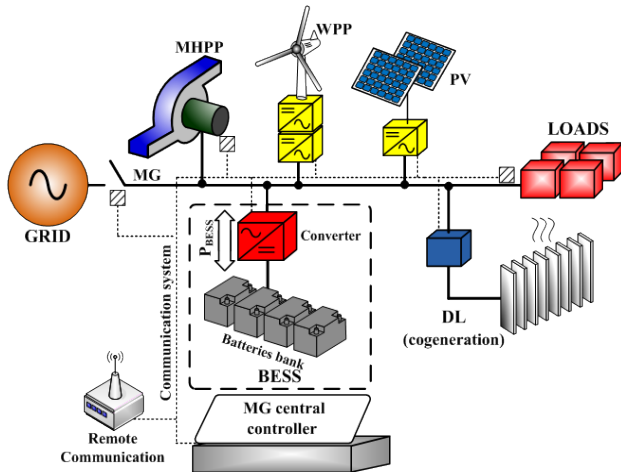 WPP
MHPP
PV
LOADS
MG
GRID
P_BESS
Converter
Communication system
Batteries bank
BESS
DL
(cogeneration)
MG central
controller
Remote
Communication